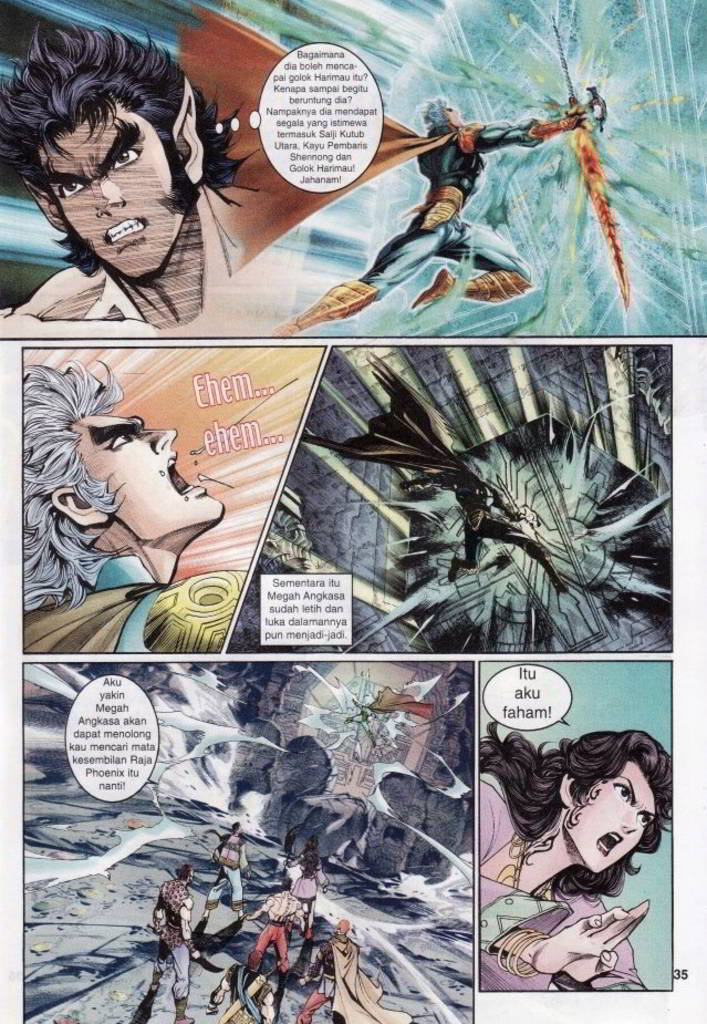 Bagaimana
dia boleh menca-
pai golok Harimau itu?
Kenapa sampai begitu
beruntung dia?
Nampaknya dia mendapat
segala yang istimewa
termasuk Salji Kutub
Utara, Kayu Pembaris
Shennong dan
Golok Harimau!
Jahanam!
Ehem...
ehem...
Sementara itu
Megah Angkasa
sudah letih dan
luka dalamannya
pun menjadi-jadi.
Aku
yakin
Megah
Angkasa akan
dapat menolong
kau mencari mata
kesembilan Raja
Phoenix itu
nanti!
Itu
aku
faham!
35